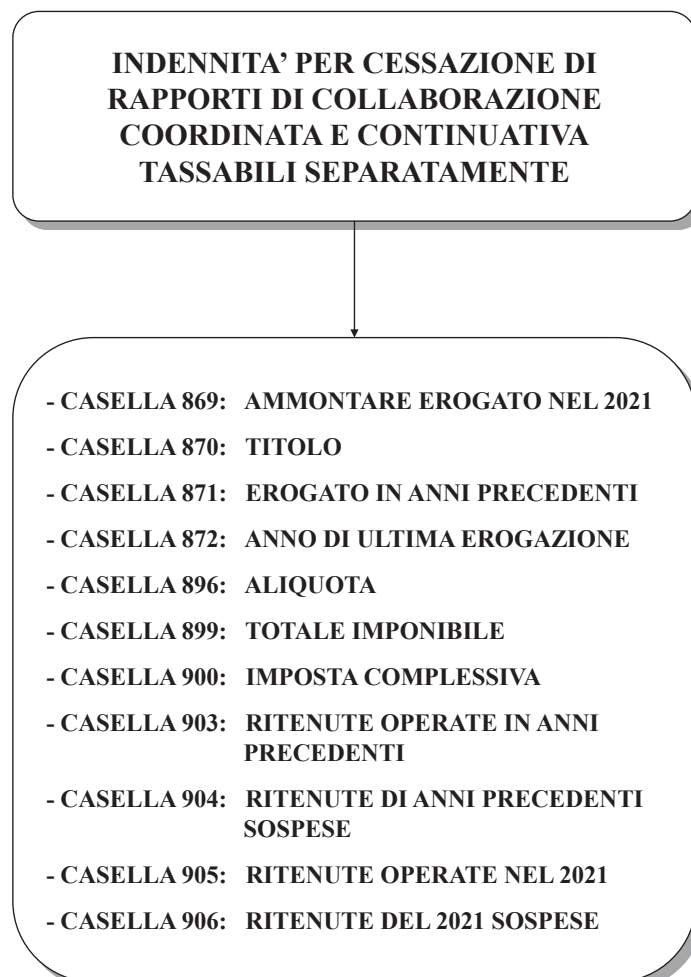 INDENNITA’ PER CESSAZIONE DI
RAPPORTI DI COLLABORAZIONE
COORDINATA E CONTINUATIVA
TASSABILI SEPARATAMENTE
- CASELLA 869: AMMONTARE EROGATO NEL 2021
- CASELLA 870: TITOLO
- CASELLA 871: EROGATO IN ANNI PRECEDENTI
- CASELLA 872: ANNO DI ULTIMA EROGAZIONE
- CASELLA 896: ALIQUOTA
- CASELLA 899: TOTALE IMPONIBILE
- CASELLA 900: IMPOSTA COMPLESSIVA
- CASELLA 903: RITENUTE OPERATE IN ANNI
PRECEDENTI
- CASELLA 904: RITENUTE DI ANNI PRECEDENTI
SOSPESE
- CASELLA 905: RITENUTE OPERATE NEL 2021
- CASELLA 906: RITENUTE DEL 2021 SOSPESE